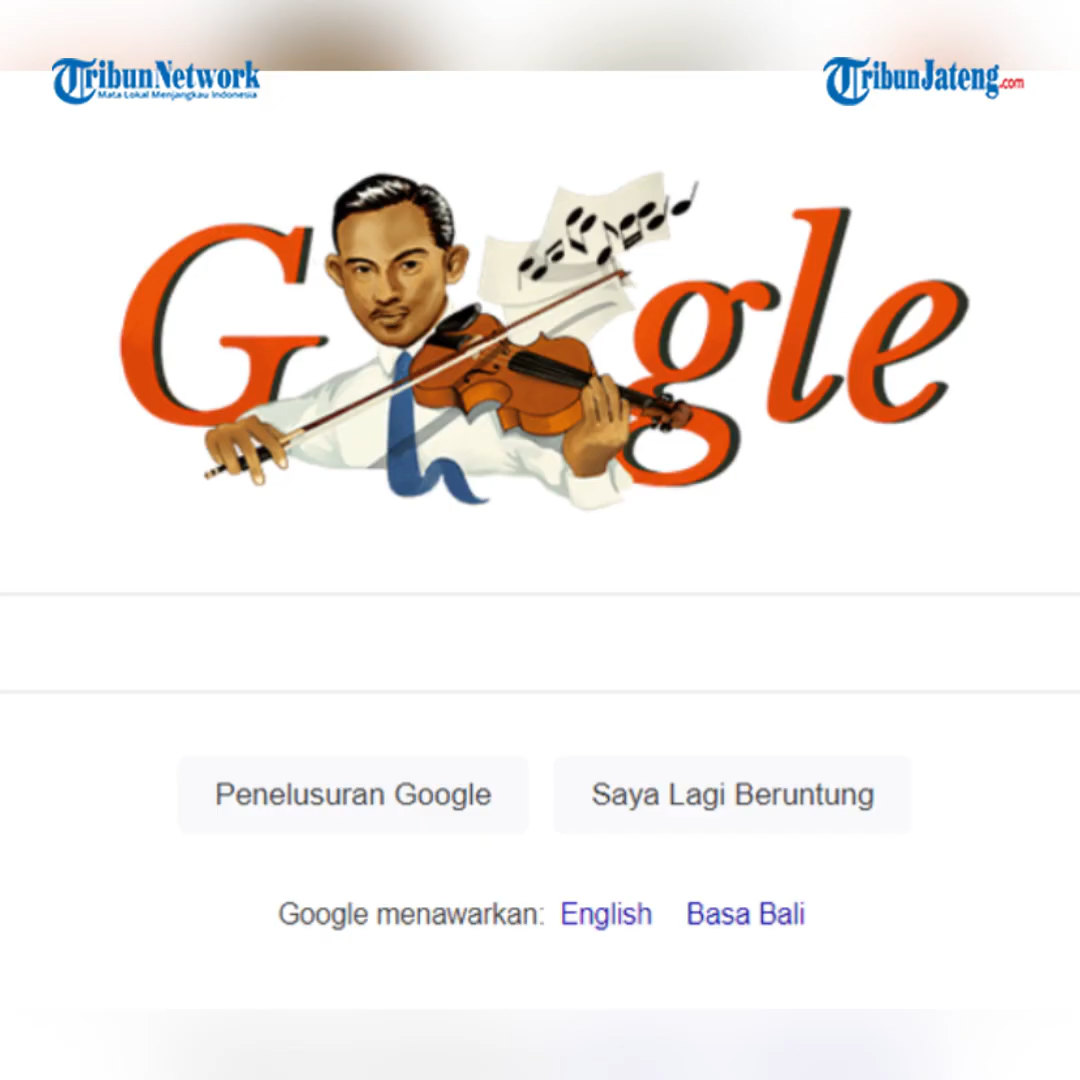 TribunNetwork
Mata Lokal Menjangkau Indonesia
TribunJateng.com
Google
Penelusuran Google
Saya Lagi Beruntung
Google menawarkan: English Basa Bali